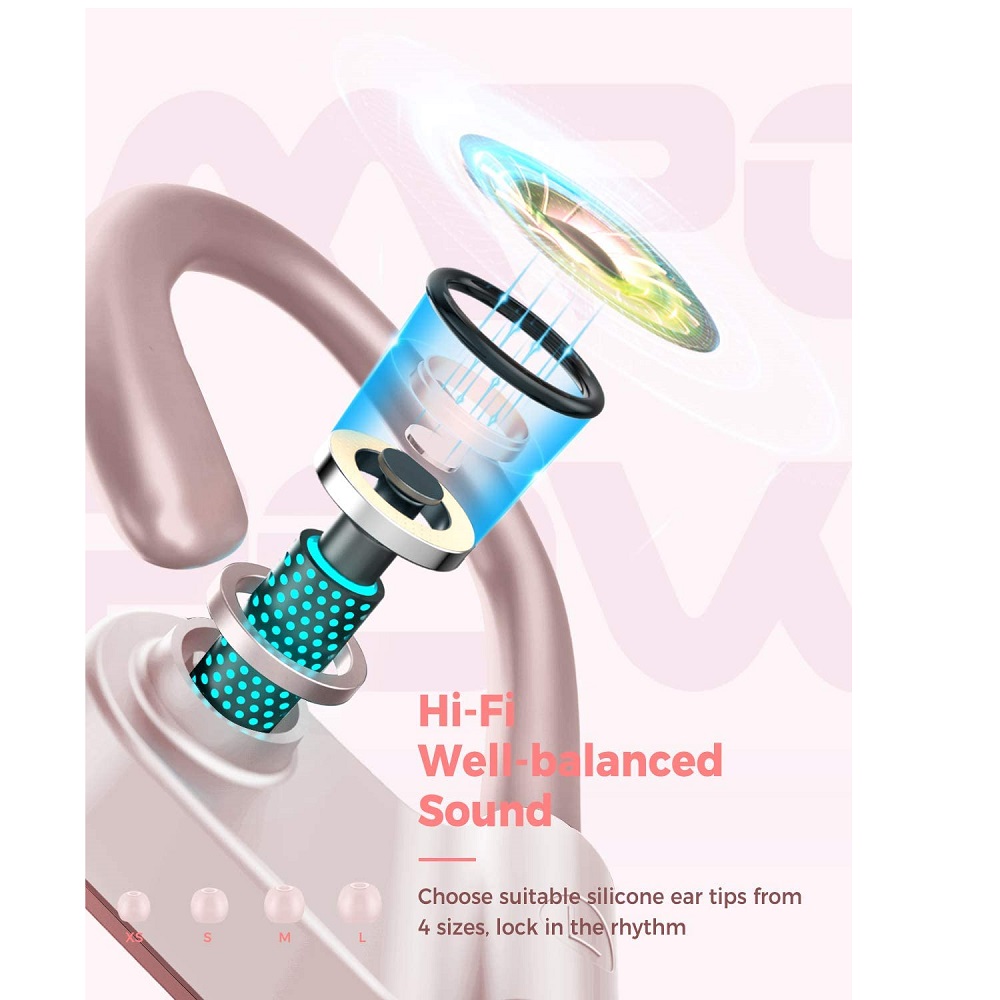 Hi-Fi
Well-balanced
Sound
Choose suitable silicone ear tips from
4 sizes, lock in the rhythm
XS S M L